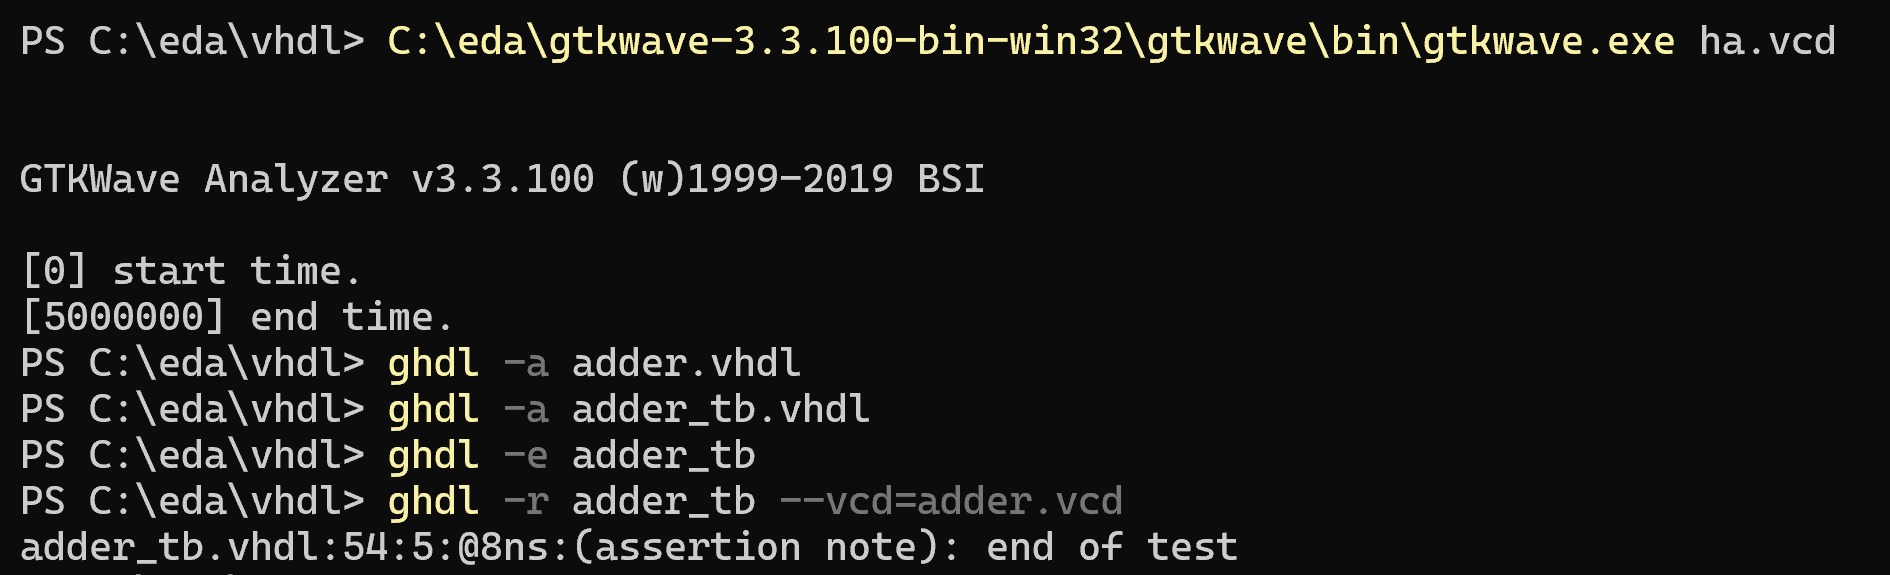 PS C:\eda\vhdl> C:\eda\gtkwave-3.3.100-bin-win32\gtkwave\bin\gtkwave.exe ha.vcd
GTKWave Analyzer v3.3.100 (w)1999-2019 BSI
[0] start time.
[5000000] end time.
PS C:\eda\vhdl> ghdl -a adder.vhdl
PS C:\eda\vhdl> ghdl -a adder_tb.vhdl
PS C:\eda\vhdl> ghdl -e adder_tb
PS C:\eda\vhdl> ghdl -r adder_tb --vcd=adder.vcd
adder_tb.vhdl:54:5:@8ns:(assertion note): end of test